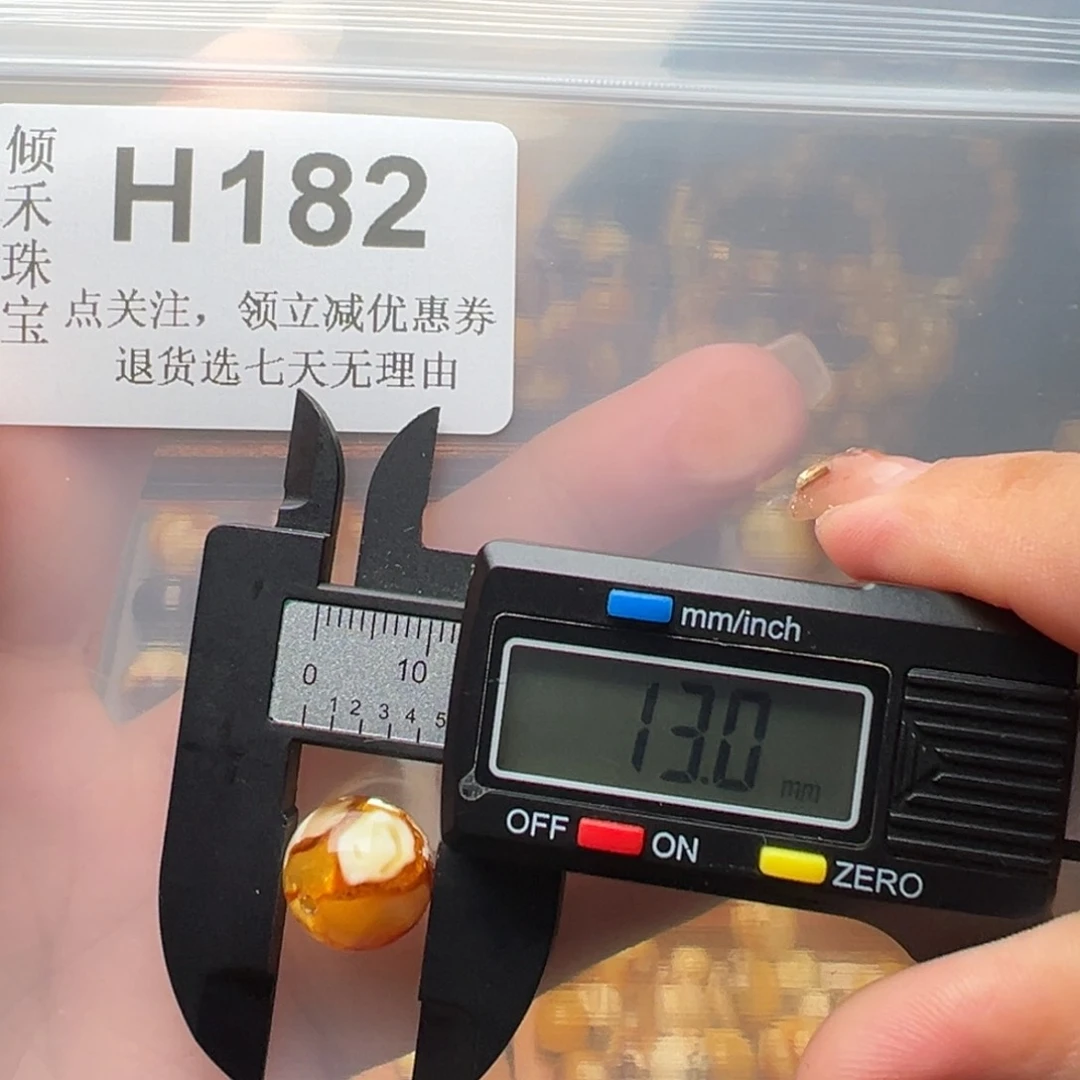 倾禾珠宝
H182
点关注，领立减优惠券
退货选七天无理由
mm/inch
0 10
1 2 3 4 5
13.0 mm
OFF ON ZERO